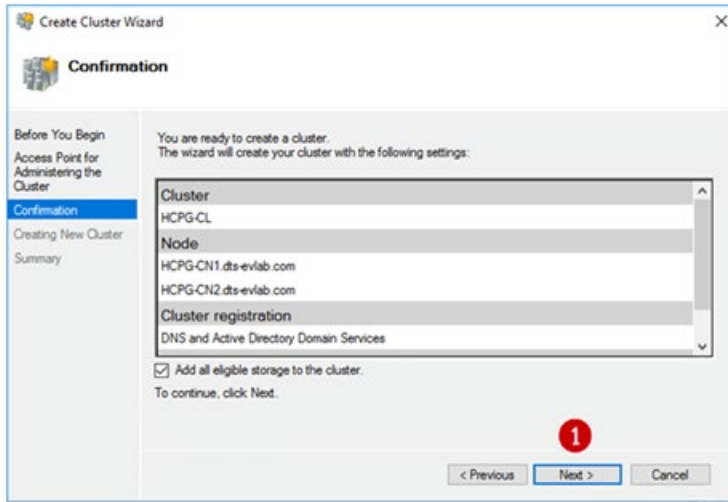 Create Cluster Wizard
Confirmation
Before You Begin
Access Point for
Administering the
Cluster
Confirmation
Creating New Cluster
Summary
You are ready to create a cluster.
The wizard will create your cluster with the following settings:
Cluster
HCPG-CL
Node
HCPG-CN1.dts-evlab.com
HCPG-CN2.dts-evlab.com
Cluster registration
DNS and Active Directory Domain Services
Add all eligible storage to the cluster.
To continue, click Next.
1
< Previous
Next >
Cancel